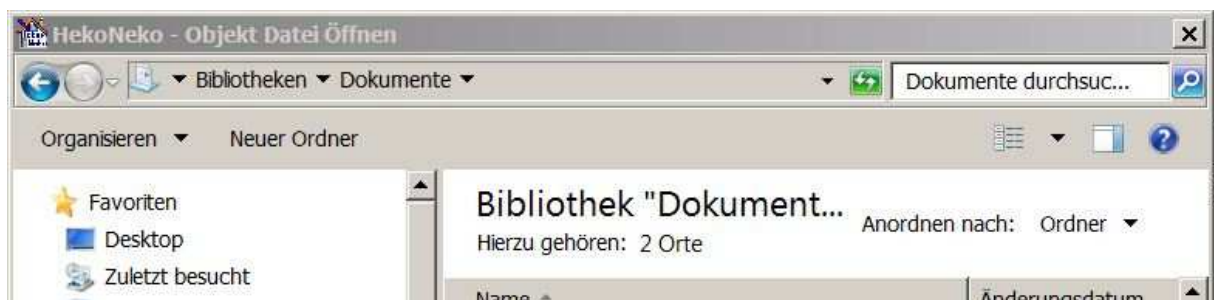 HekoNeko - Objekt Datei Öffnen
Bibliotheken Dokumente Dokumente durchsuc...
Organisieren Neuer Ordner
Favoriten
Desktop
Zuletzt besucht
Bibliothek "Dokument...
Hierzu gehören: 2 Orte
Anordnen nach: Ordner
Name Änderungsdatum